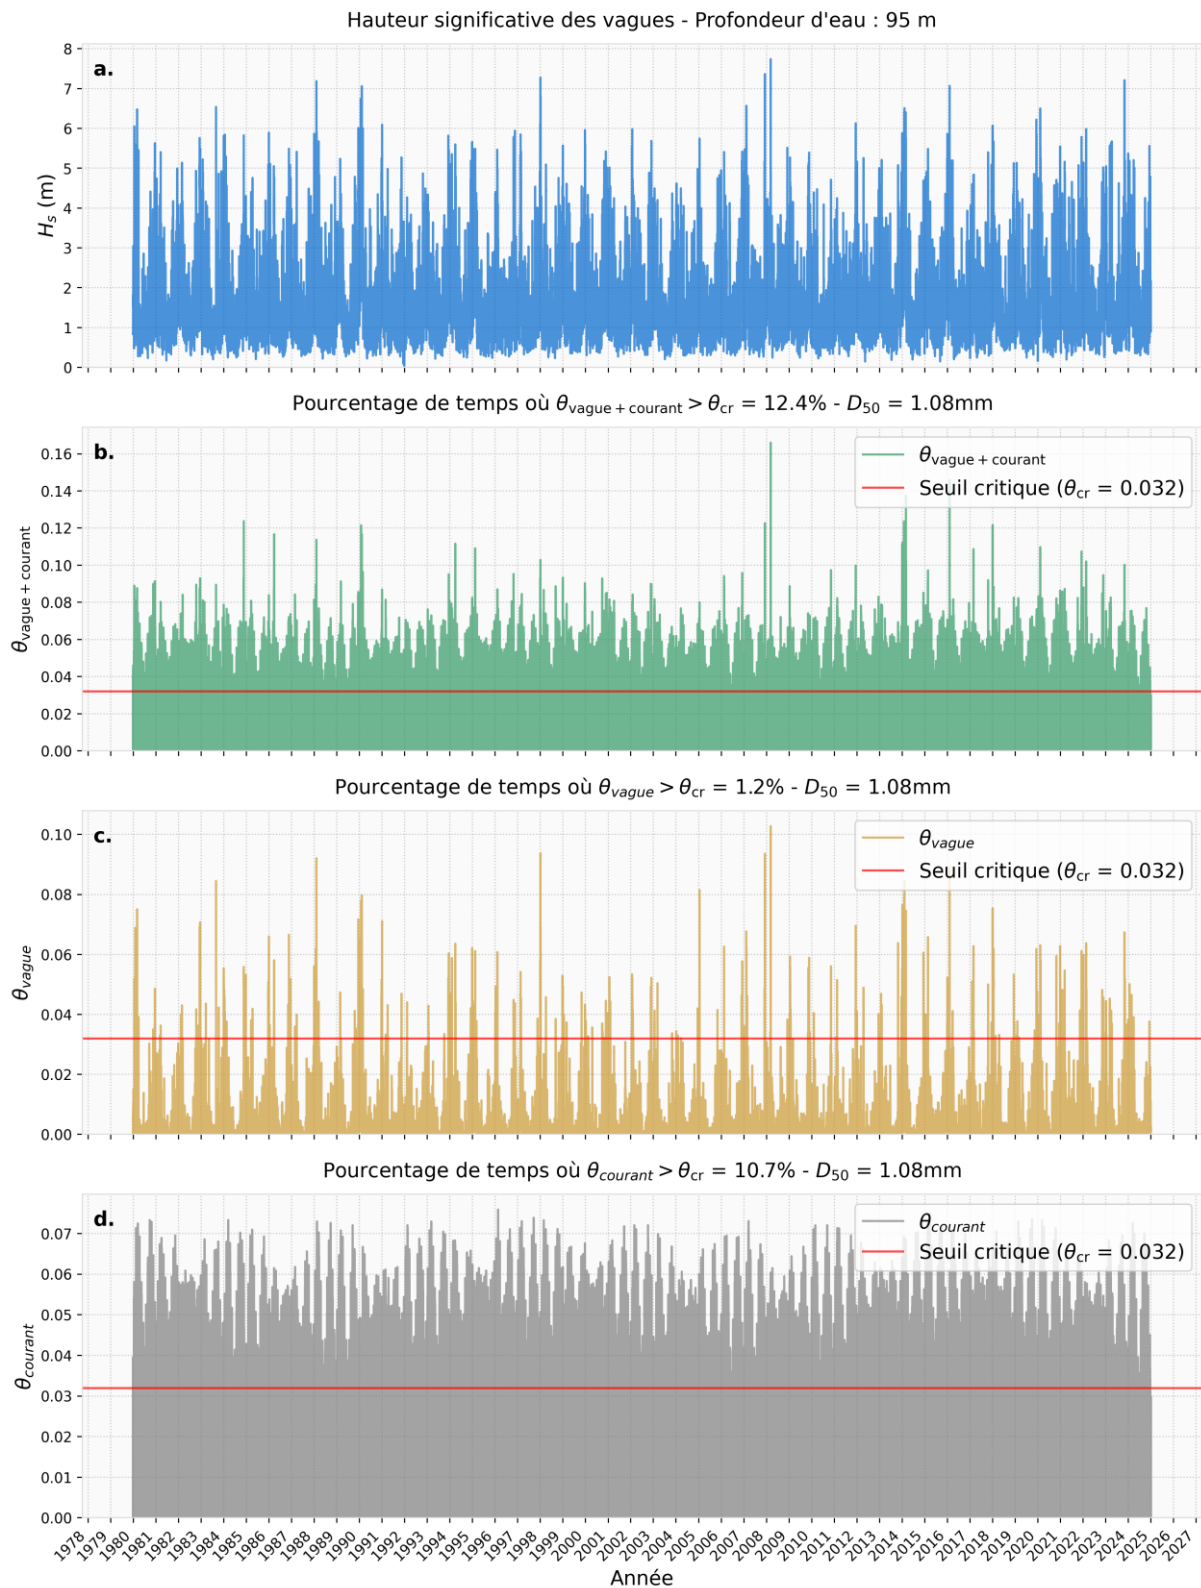 Hauteur significative des vagues - Profondeur d'eau : 95 m
a.
8
7
6
5
4
3
2
1
0
H_s (m)
Pourcentage de temps où θ_vague + courant > θ_cr = 12.4% - D_50 = 1.08mm
b.
θ_vague + courant
Seuil critique (θ_cr = 0.032)
0.16
0.14
0.12
0.10
0.08
0.06
0.04
0.02
0.00
θ_vague + courant
Pourcentage de temps où θ_vague > θ_cr = 1.2% - D_50 = 1.08mm
c.
θ_vague
Seuil critique (θ_cr = 0.032)
0.10
0.08
0.06
0.04
0.02
0.00
θ_vague
Pourcentage de temps où θ_courant > θ_cr = 10.7% - D_50 = 1.08mm
d.
θ_courant
Seuil critique (θ_cr = 0.032)
0.07
0.06
0.05
0.04
0.03
0.02
0.01
0.00
θ_courant
1978 1979 1980 1981 1982 1983 1984 1985 1986 1987 1988 1989 1990 1991 1992 1993 1994 1995 1996 1997 1998 1999 2000 2001 2002 2003 2004 2005 2006 2007 2008 2009 2010 2011 2012 2013 2014 2015 2016 2017 2018 2019 2020 2021 2022 2023 2024 2025 2026 2027
Année